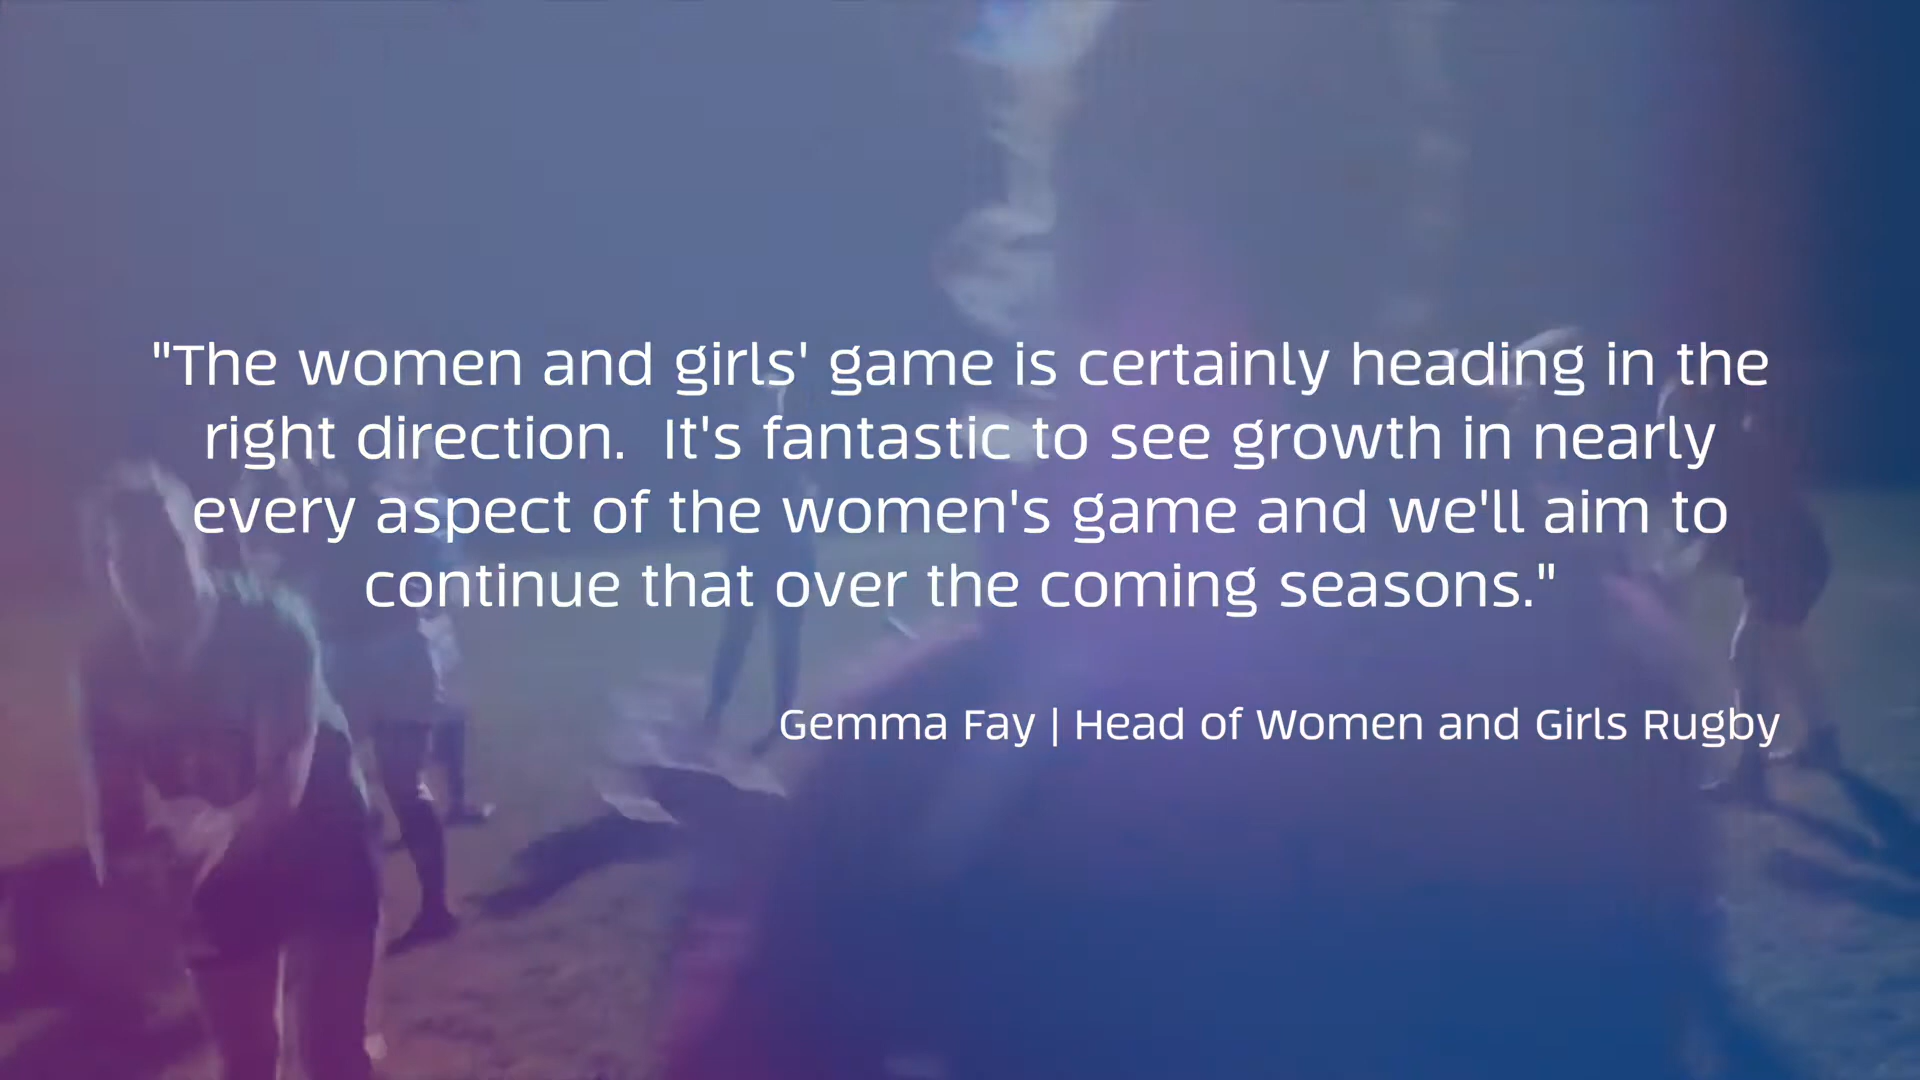 "The women and girls' game is certainly heading in the
right direction.  It's fantastic to see growth in nearly
every aspect of the women's game and we'll aim to
continue that over the coming seasons."
Gemma Fay | Head of Women and Girls Rugby